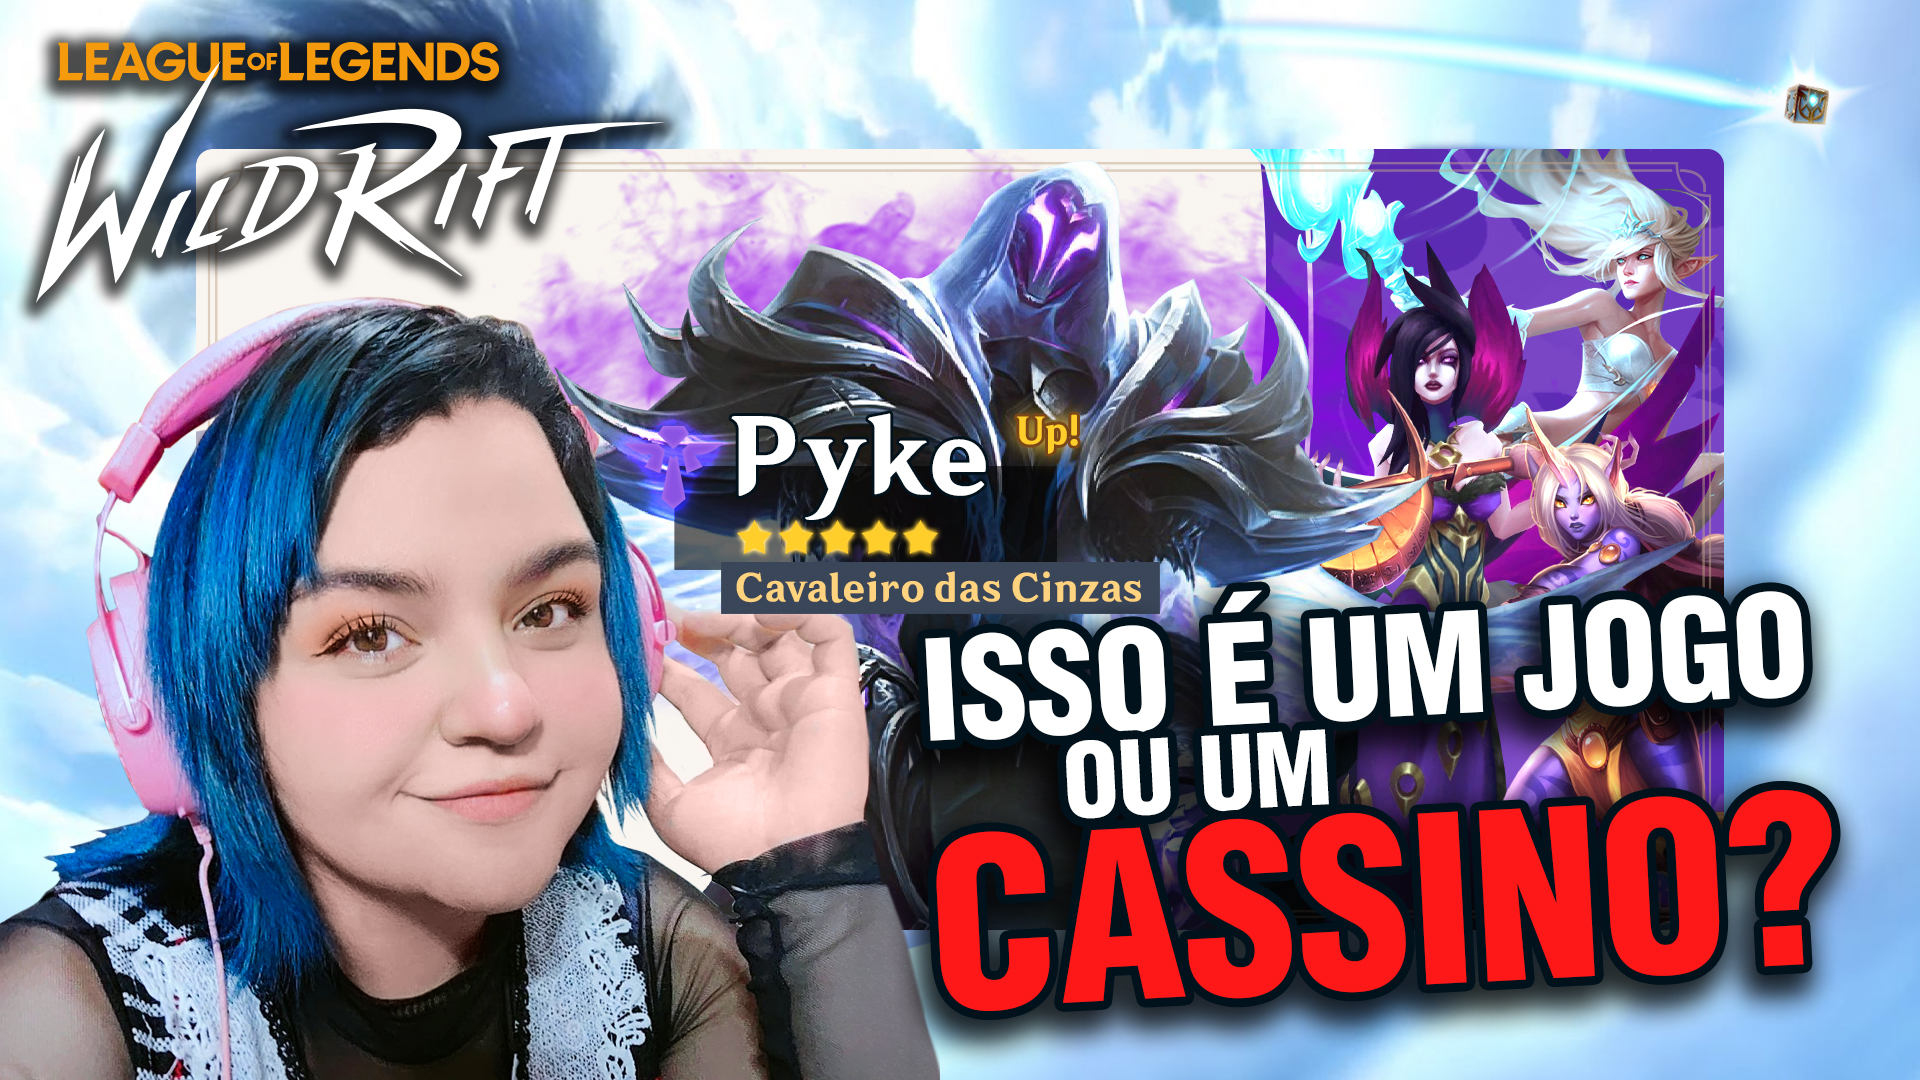 LEAGUE OF LEGENDS
WILD RIFT
Pyke Up!
Cavaleiro das Cinzas
ISSO É UM JOGO
OU UM
CASSINO?